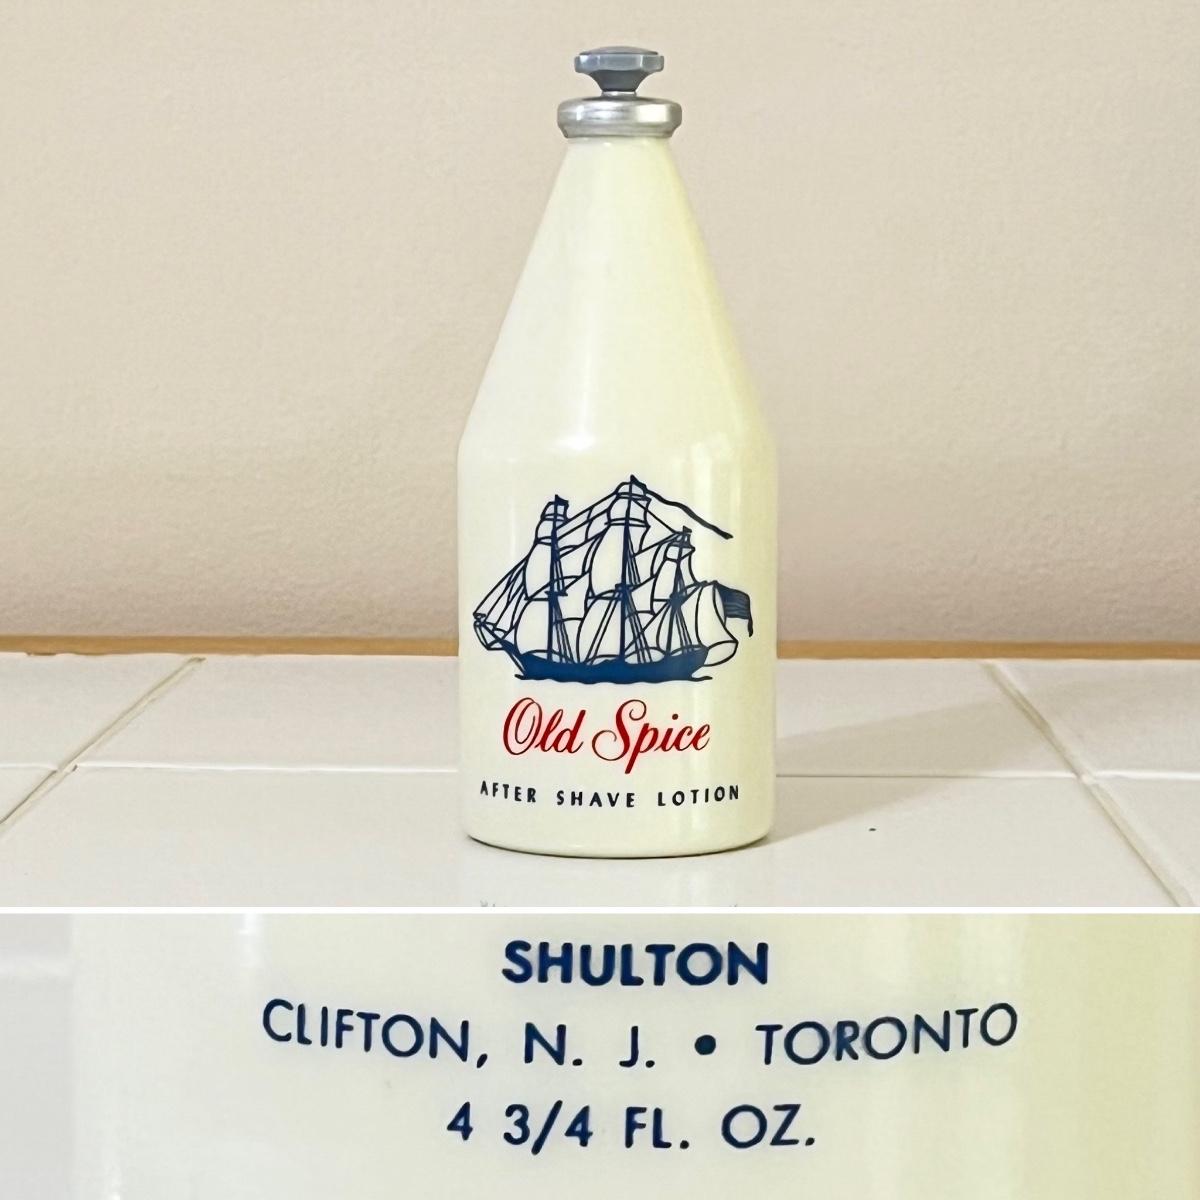 Old Spice
AFTER SHAVE LOTION
SHULTON
CLIFTON, N. J. • TORONTO
4 3/4 FL. OZ.